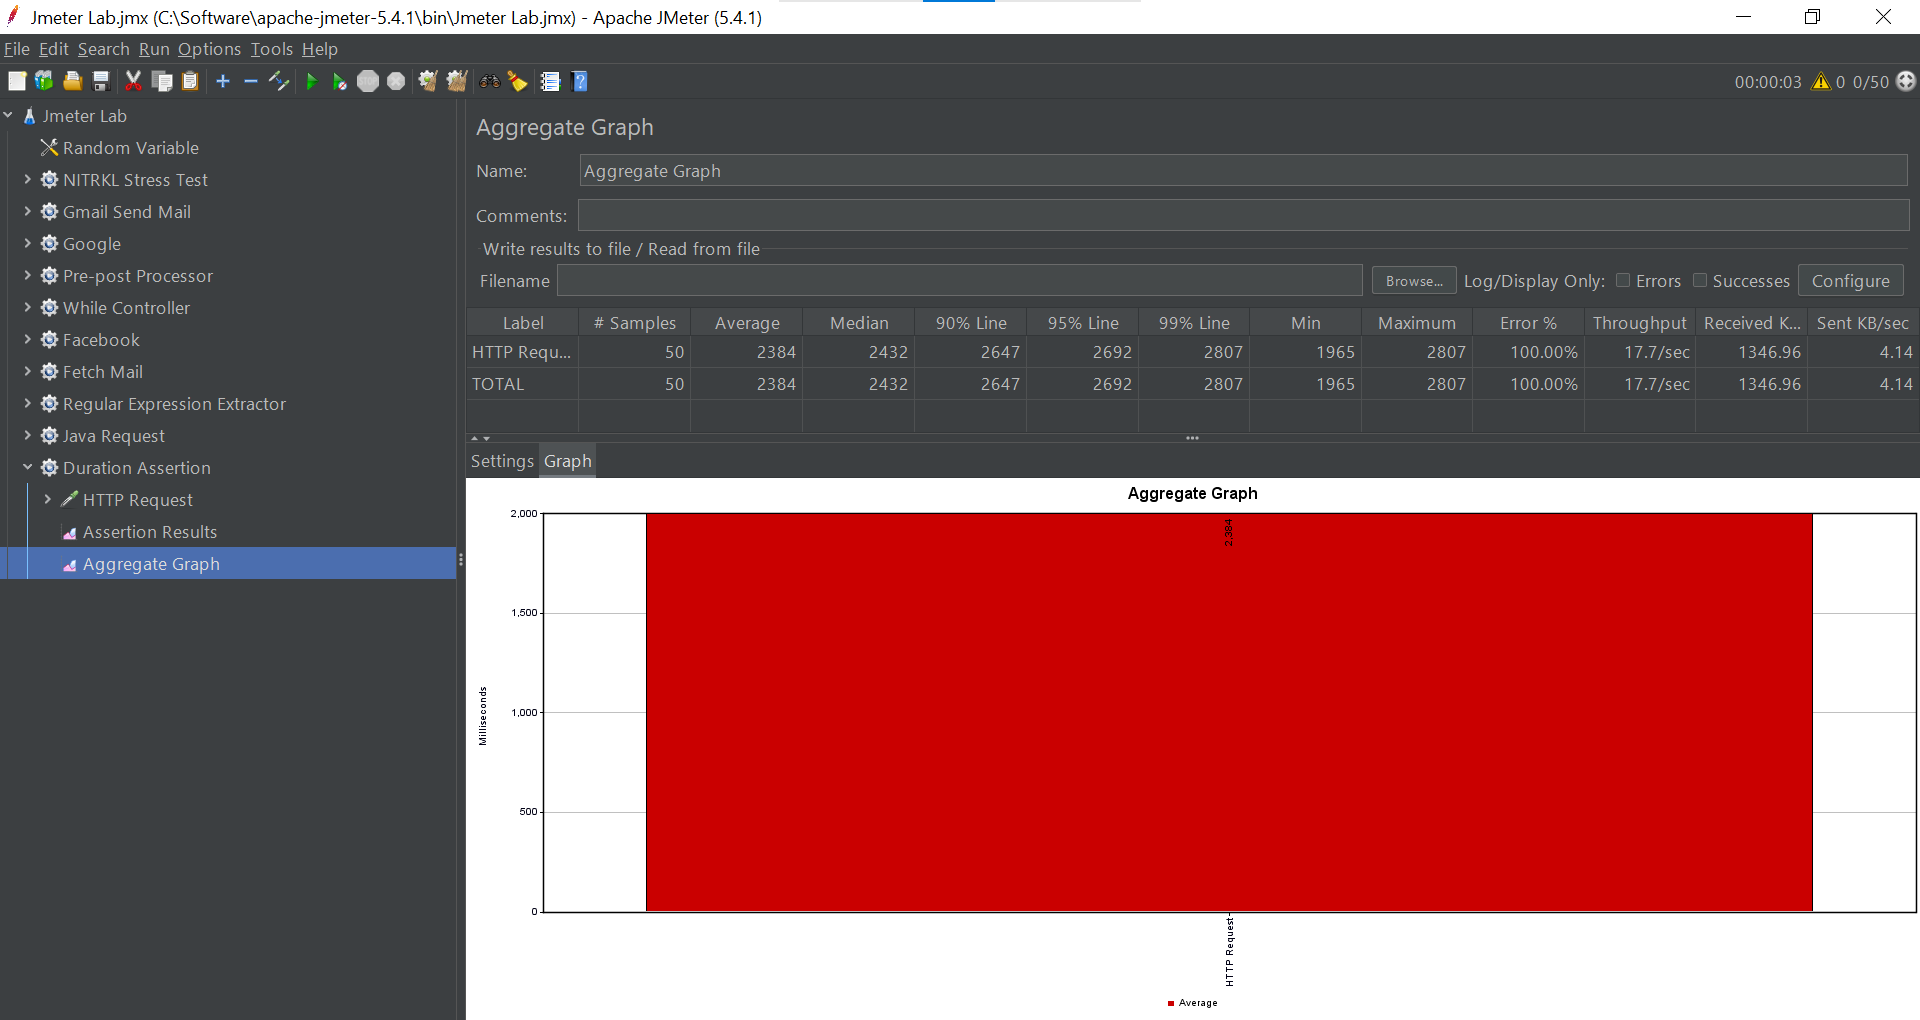 Jmeter Lab.jmx (C:\Software\apache-jmeter-5.4.1\bin\Jmeter Lab.jmx) - Apache JMeter (5.4.1)
File Edit Search Run Options Tools Help
00:00:03 0 0/50
Jmeter Lab
Random Variable
NITRKL Stress Test
Gmail Send Mail
Google
Pre-post Processor
While Controller
Facebook
Fetch Mail
Regular Expression Extractor
Java Request
Duration Assertion
HTTP Request
Assertion Results
Aggregate Graph
Aggregate Graph
Name: Aggregate Graph
Comments:
Write results to file / Read from file
Filename Browse... Log/Display Only: Errors Successes Configure
Label # Samples Average Median 90% Line 95% Line 99% Line Min Maximum Error % Throughput Received K... Sent KB/sec
HTTP Requ... 50 2384 2432 2647 2692 2807 1965 2807 100.00% 17.7/sec 1346.96 4.14
TOTAL 50 2384 2432 2647 2692 2807 1965 2807 100.00% 17.7/sec 1346.96 4.14
Settings Graph
Aggregate Graph
2,000
1,500
1,000
500
0
Milliseconds
2,384
HTTP Request
Average